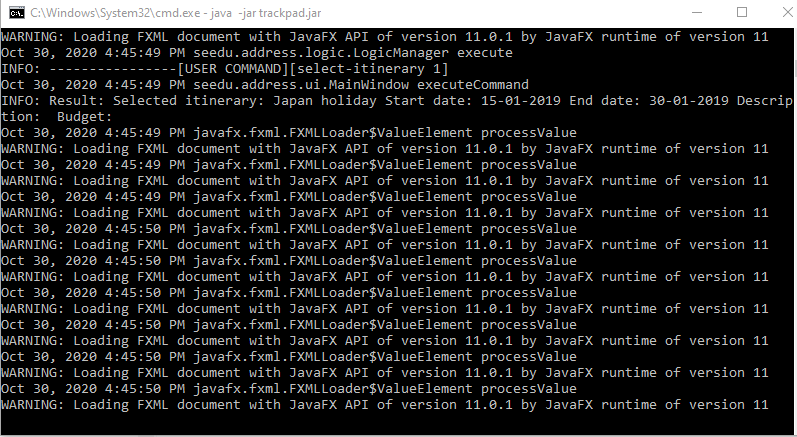 C:\Windows\System32\cmd.exe - java  -jar trackpad.jar
WARNING: Loading FXML document with JavaFX API of version 11.0.1 by JavaFX runtime of version 11
Oct 30, 2020 4:45:49 PM seedu.address.logic.LogicManager execute
INFO: ----------------[USER COMMAND][select-itinerary 1]
Oct 30, 2020 4:45:49 PM seedu.address.ui.MainWindow executeCommand
INFO: Result: Selected itinerary: Japan holiday Start date: 15-01-2019 End date: 30-01-2019 Descrip
tion:  Budget:
Oct 30, 2020 4:45:49 PM javafx.fxml.FXMLLoader$ValueElement processValue
WARNING: Loading FXML document with JavaFX API of version 11.0.1 by JavaFX runtime of version 11
Oct 30, 2020 4:45:49 PM javafx.fxml.FXMLLoader$ValueElement processValue
WARNING: Loading FXML document with JavaFX API of version 11.0.1 by JavaFX runtime of version 11
Oct 30, 2020 4:45:49 PM javafx.fxml.FXMLLoader$ValueElement processValue
WARNING: Loading FXML document with JavaFX API of version 11.0.1 by JavaFX runtime of version 11
Oct 30, 2020 4:45:50 PM javafx.fxml.FXMLLoader$ValueElement processValue
WARNING: Loading FXML document with JavaFX API of version 11.0.1 by JavaFX runtime of version 11
Oct 30, 2020 4:45:50 PM javafx.fxml.FXMLLoader$ValueElement processValue
WARNING: Loading FXML document with JavaFX API of version 11.0.1 by JavaFX runtime of version 11
Oct 30, 2020 4:45:50 PM javafx.fxml.FXMLLoader$ValueElement processValue
WARNING: Loading FXML document with JavaFX API of version 11.0.1 by JavaFX runtime of version 11
Oct 30, 2020 4:45:50 PM javafx.fxml.FXMLLoader$ValueElement processValue
WARNING: Loading FXML document with JavaFX API of version 11.0.1 by JavaFX runtime of version 11
Oct 30, 2020 4:45:50 PM javafx.fxml.FXMLLoader$ValueElement processValue
WARNING: Loading FXML document with JavaFX API of version 11.0.1 by JavaFX runtime of version 11
Oct 30, 2020 4:45:50 PM javafx.fxml.FXMLLoader$ValueElement processValue
WARNING: Loading FXML document with JavaFX API of version 11.0.1 by JavaFX runtime of version 11